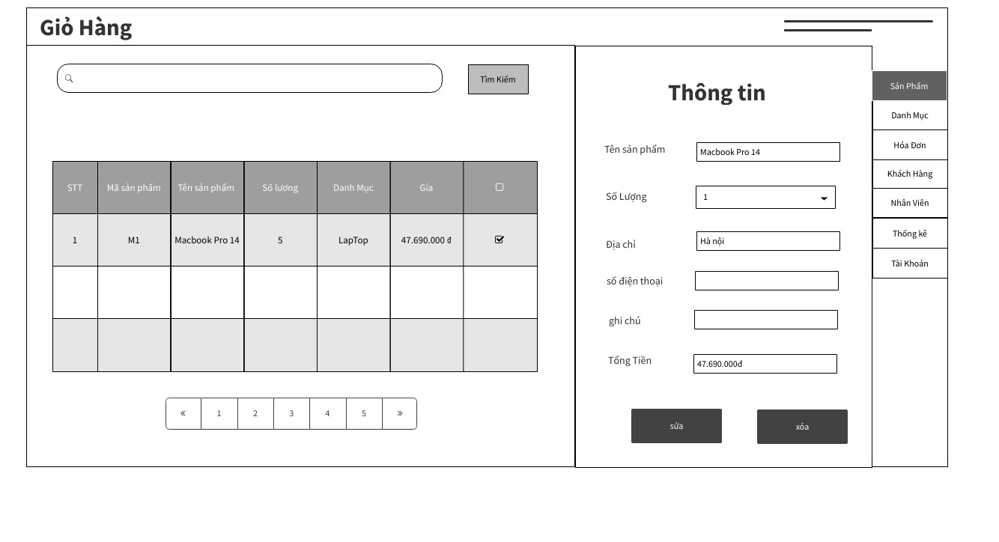 Giỏ Hàng
Tìm Kiếm
STT Mã sản phẩm Tên sản phẩm Số lương Danh Mục Gía
1 M1 Macbook Pro 14 5 LapTop 47.690.000 đ
« 1 2 3 4 5 »
Thông tin
Tên sản phẩm Macbook Pro 14
Số Lượng 1
Địa chỉ Hà nội
số điện thoại
ghi chú
Tổng Tiền 47.690.000đ
sửa xóa
Sản Phẩm
Danh Mục
Hóa Đơn
Khách Hàng
Nhân Viên
Thống kê
Tài Khoản